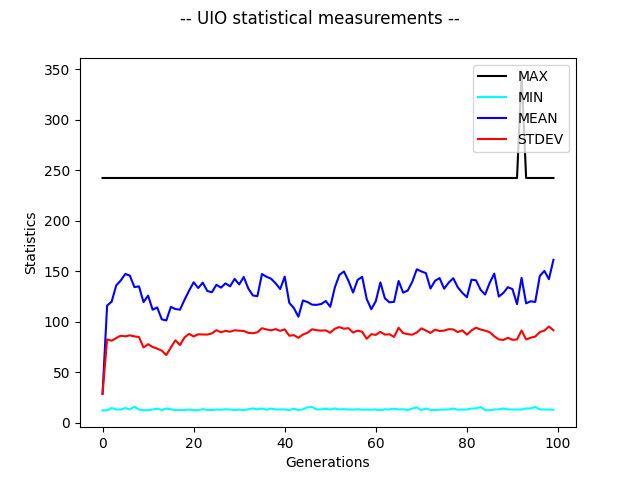 -- UIO statistical measurements --
350
300
250
200
150
100
50
0
Statistics
MAX
MIN
MEAN
STDEV
0 20 40 60 80 100
Generations